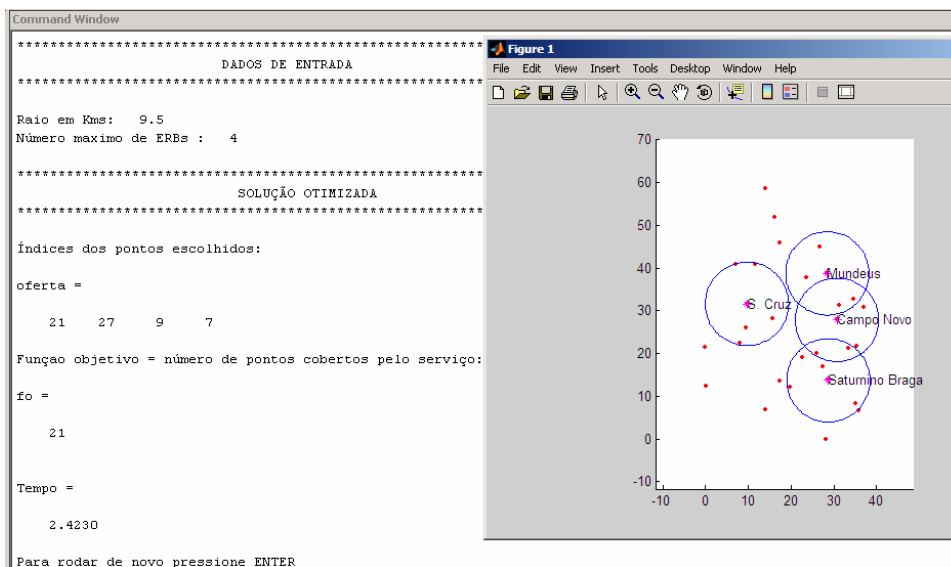 Command Window
************************************************************
DADOS DE ENTRADA
************************************************************
Raio em Kms: 9.5
Número maximo de ERBs : 4
************************************************************
SOLUÇÃO OTIMIZADA
************************************************************
Índices dos pontos escolhidos:
oferta =
21 27 9 7
Funçao objetivo = número de pontos cobertos pelo serviço:
fo =
21
Tempo =
2.4230
Para rodar de novo pressione ENTER
Figure 1
File Edit View Insert Tools Desktop Window Help
70
60
50
40
30
20
10
0
-10
-10 0 10 20 30 40
Mundeus
S. Cruz
Campo Novo
Saturnino Braga